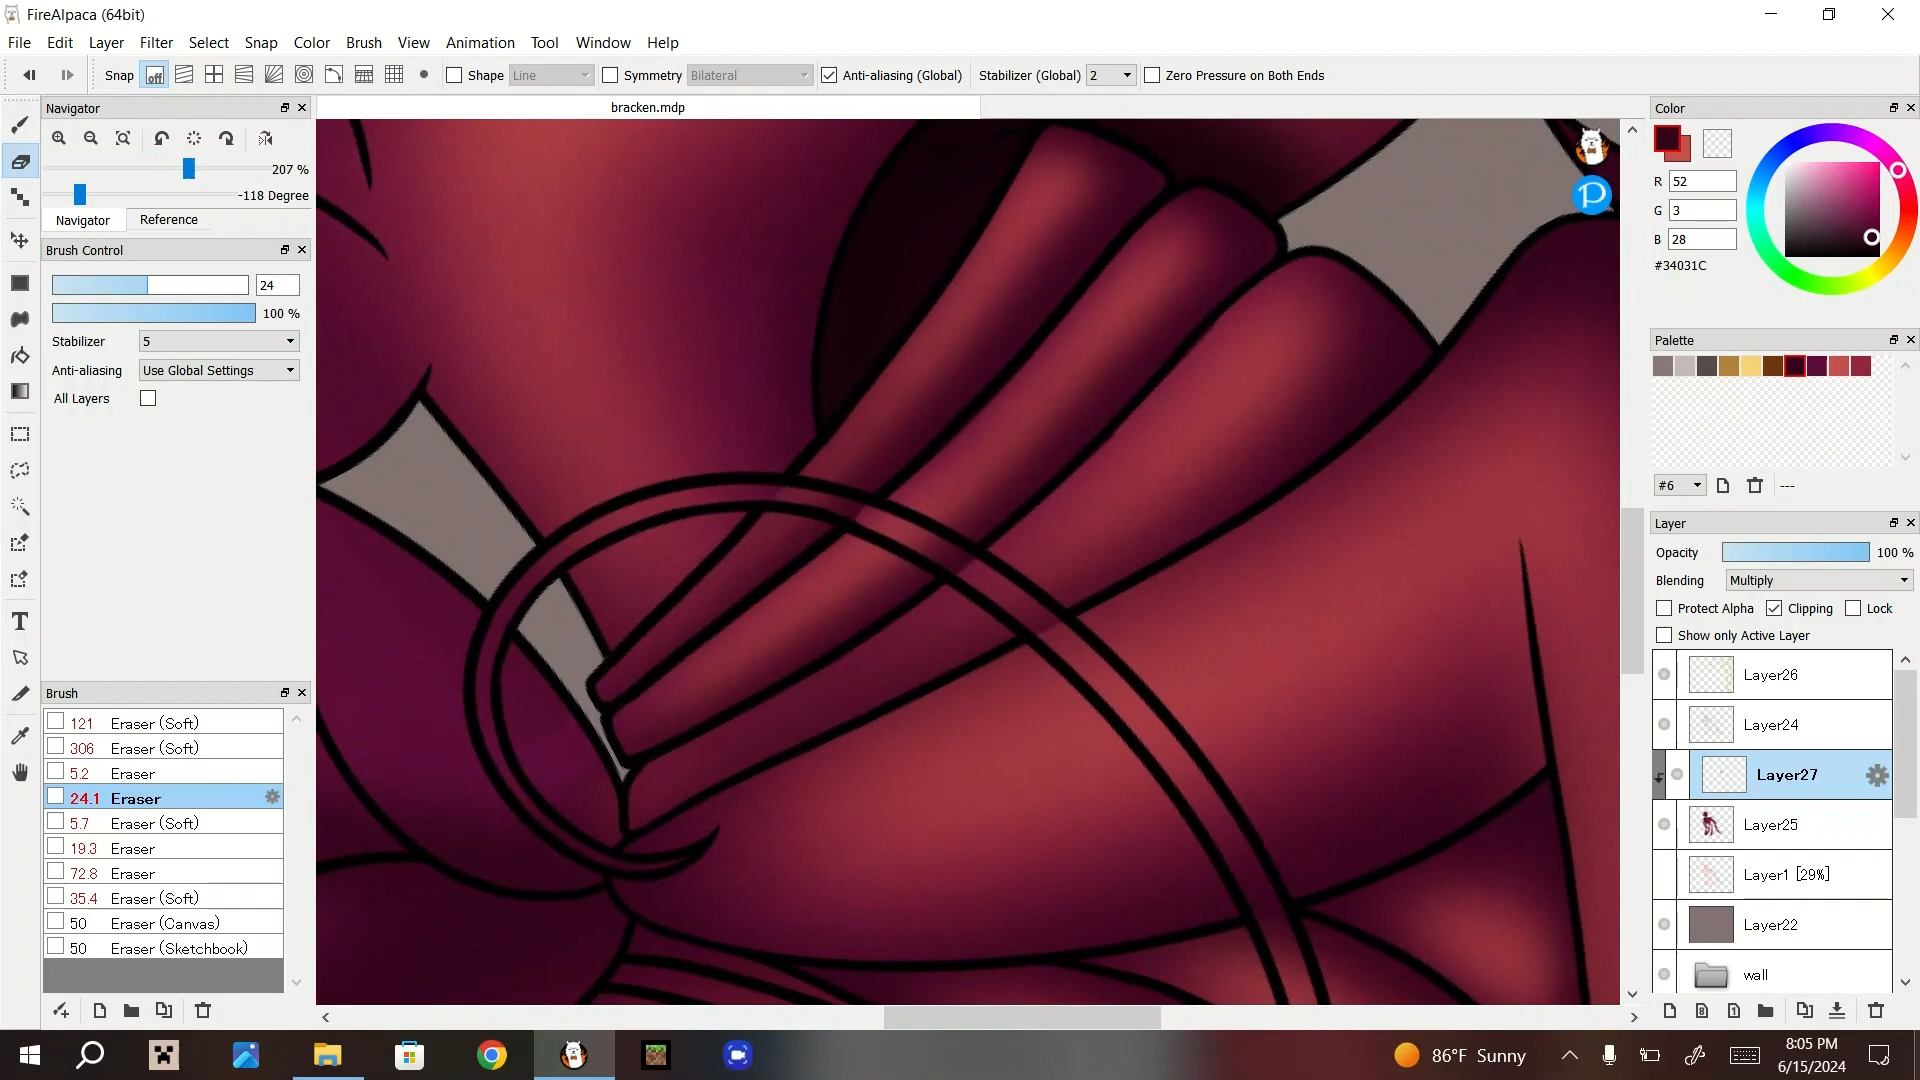 FireAlpaca (64bit)
File Edit Layer Filter Select Snap Color Brush View Animation Tool Window Help
Snap off Shape Line Symmetry Bilateral Anti-aliasing (Global) Stabilizer (Global) 2 Zero Pressure on Both Ends
Navigator
bracken.mdp
Color
207 %
-118 Degree
Navigator Reference
R 52
G 3
B 28
#34031C
Brush Control
24
100 %
Stabilizer 5
Anti-aliasing Use Global Settings
All Layers
Palette
#6 ---
Layer
Opacity 100 %
Blending Multiply
Protect Alpha Clipping Lock
Show only Active Layer
Layer26
Layer24
Layer27
Layer25
Layer1 [29%]
Layer22
wall
Brush
121 Eraser (Soft)
306 Eraser (Soft)
5.2 Eraser
24.1 Eraser
5.7 Eraser (Soft)
19.3 Eraser
72.8 Eraser
35.4 Eraser (Soft)
50 Eraser (Canvas)
50 Eraser (Sketchbook)
86°F Sunny
8:05 PM
6/15/2024